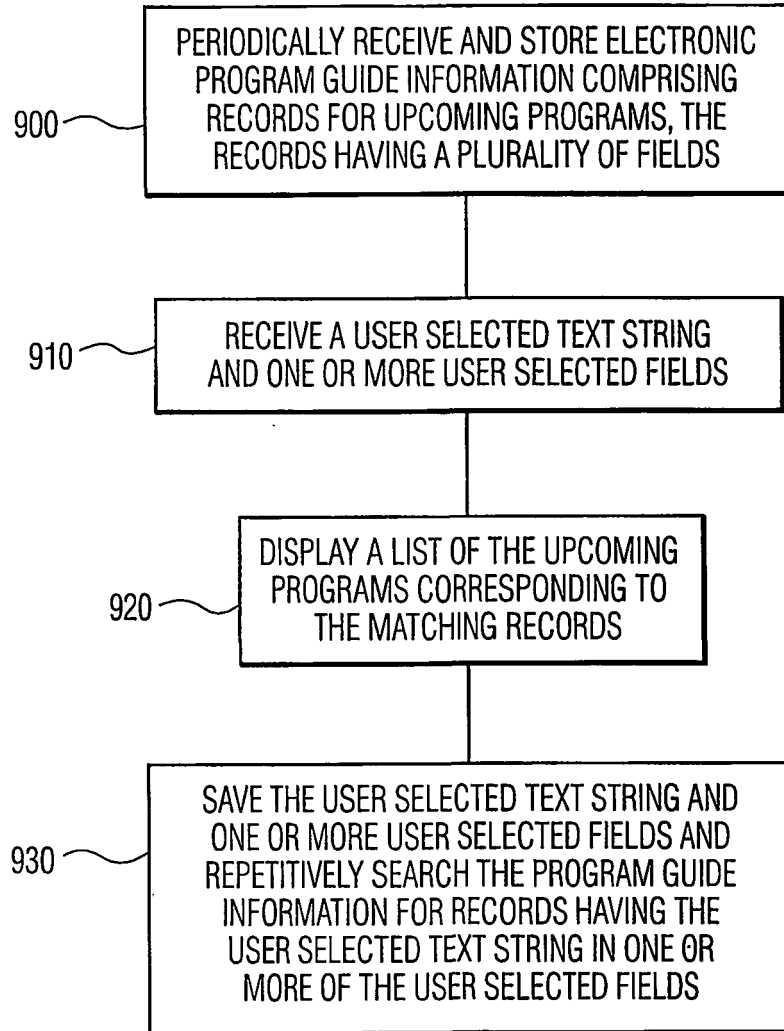 PERIODICALLY RECEIVE AND STORE ELECTRONIC
PROGRAM GUIDE INFORMATION COMPRISING
RECORDS FOR UPCOMING PROGRAMS, THE
RECORDS HAVING A PLURALITY OF FIELDS
900
RECEIVE A USER SELECTED TEXT STRING
AND ONE OR MORE USER SELECTED FIELDS
910
DISPLAY A LIST OF THE UPCOMING
PROGRAMS CORRESPONDING TO
THE MATCHING RECORDS
920
SAVE THE USER SELECTED TEXT STRING AND
ONE OR MORE USER SELECTED FIELDS AND
REPETITIVELY SEARCH THE PROGRAM GUIDE
INFORMATION FOR RECORDS HAVING THE
USER SELECTED TEXT STRING IN ONE OR
MORE OF THE USER SELECTED FIELDS
930